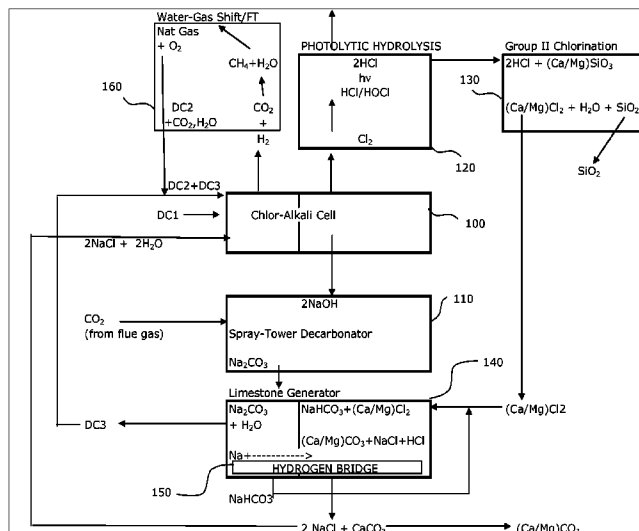 Water-Gas Shift/FT
Nat Gas
+ O2
CH4+H2O
160
DC2
+CO2,H2O
CO2
+
H2
PHOTOLYTIC HYDROLYSIS
2HCl
hν
HCl/HOCl
Cl2
120
Group II Chlorination
2HCl + (Ca/Mg)SiO3
130
(Ca/Mg)Cl2 + H2O + SiO2
SiO2
DC2+DC3
DC1
Chlor-Alkali Cell
100
2NaCl + 2H2O
2NaOH
110
CO2
(from flue gas)
Spray-Tower Decarbonator
Na2CO3
140
Limestone Generator
Na2CO3
+ H2O
NaHCO3+(Ca/Mg)Cl2
(Ca/Mg)Cl2
DC3
(Ca/Mg)CO3+NaCl+HCl
Na+------------>
HYDROGEN BRIDGE
150
NaHCO3
2 NaCl + CaCO3
(Ca/Mg)CO3